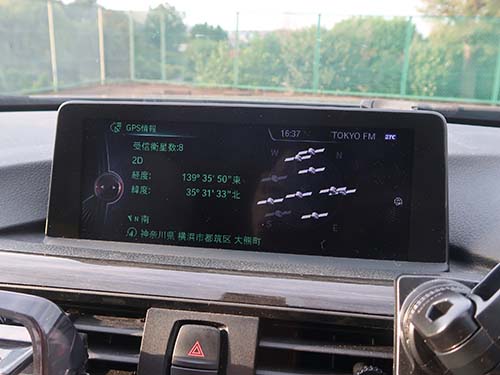 GPS情報 16:37 TOKYO FM ETC
受信衛星数:8
2D
経度: 139° 35' 50"東
緯度: 35° 31' 33"北
N 南
神奈川県 横浜市都筑区 大熊町
W N
S E